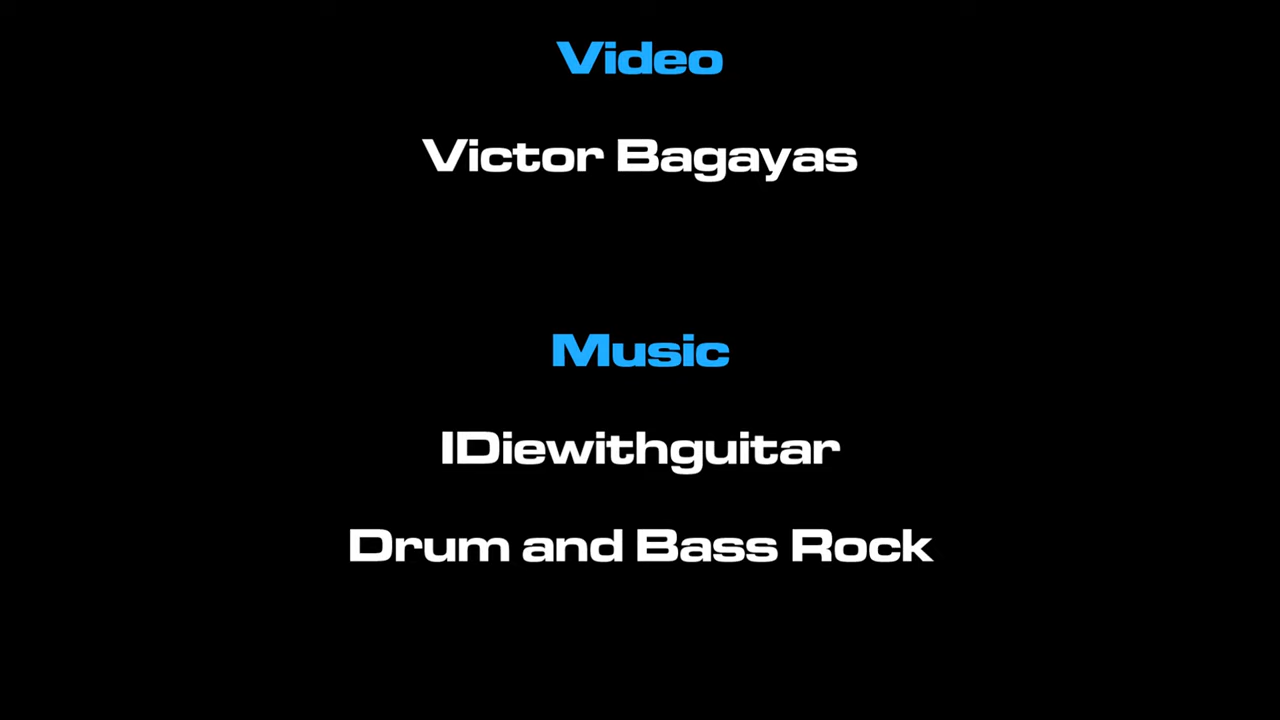 Video
Victor Bagayas
Music
IDiewithguitar
Drum and Bass Rock